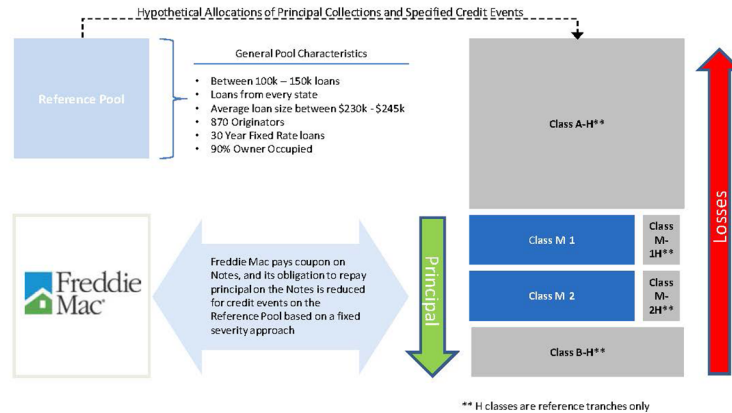 Hypothetical Allocations of Principal Collections and Specified Credit Events
Reference Pool
General Pool Characteristics
• Between 100k – 150k loans
• Loans from every state
• Average loan size between $230k - $245k
• 870 Originators
• 30 Year Fixed Rate loans
• 90% Owner Occupied
Class A-H**
Freddie
Mac
Freddie Mac pays coupon on
Notes, and its obligation to repay
principal on the Notes is reduced
for credit events on the
Reference Pool based on a fixed
severity approach
Principal
Class M 1
Class
M-
1H**
Class M 2
Class
M-
2H**
Class B-H**
Losses
** H classes are reference tranches only